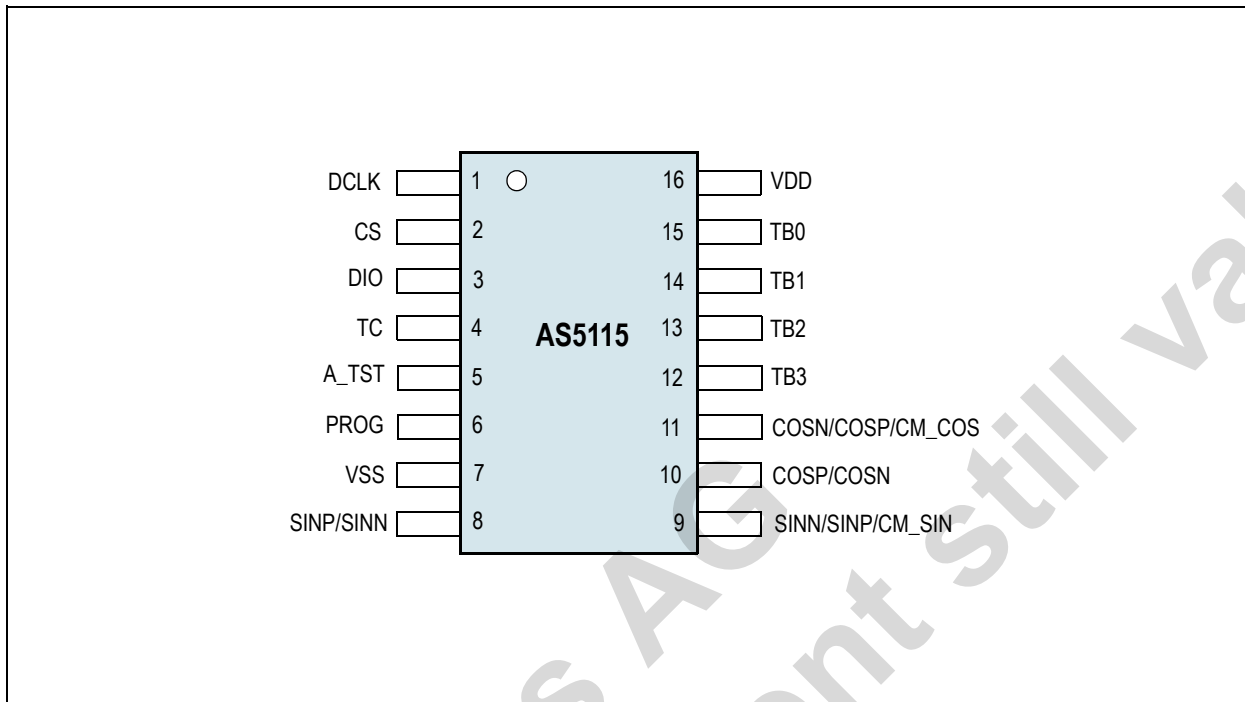 DCLK 1 16 VDD
CS 2 15 TB0
DIO 3 14 TB1
TC 4 AS5115 13 TB2
A_TST 5 12 TB3
PROG 6 11 COSN/COSP/CM_COS
VSS 7 10 COSP/COSN
SINP/SINN 8 9 SINN/SINP/CM_SIN
AG
still